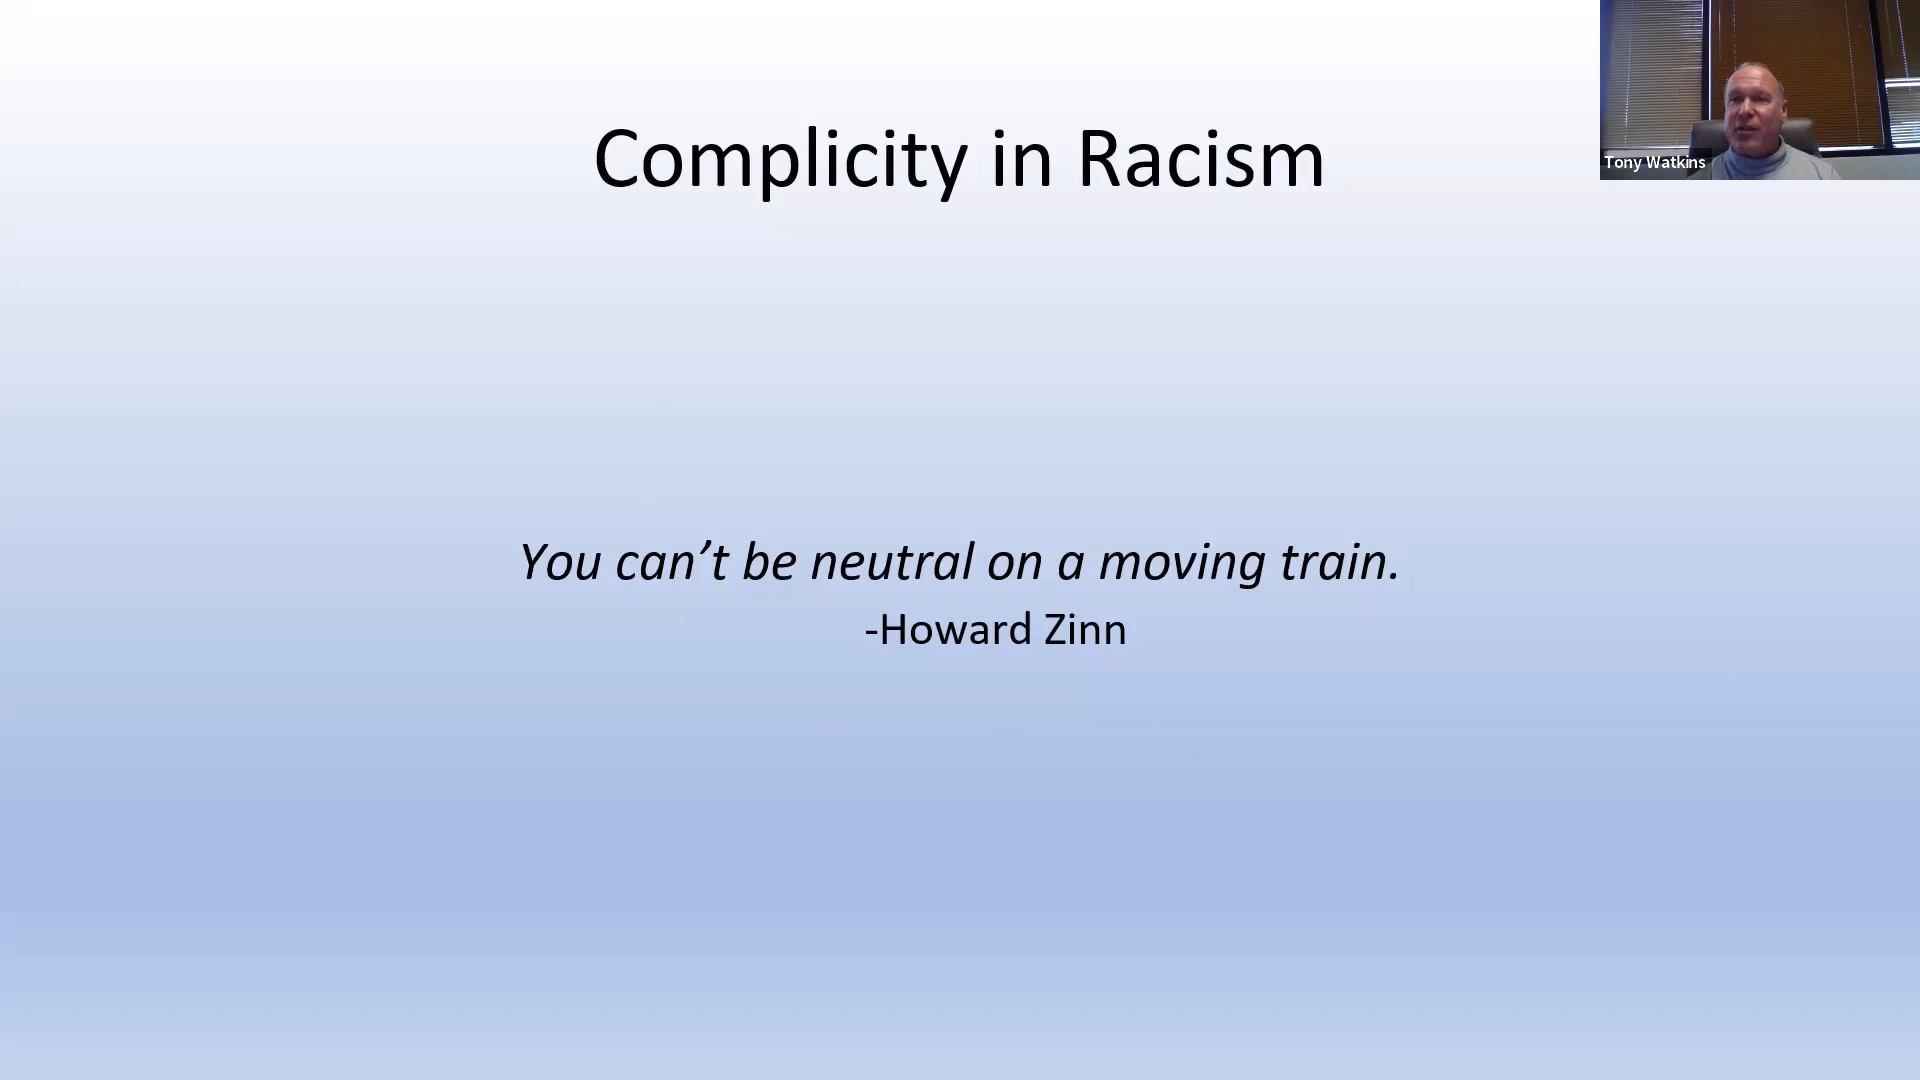 Complicity in Racism
Tony Watkins
You can’t be neutral on a moving train.
-Howard Zinn